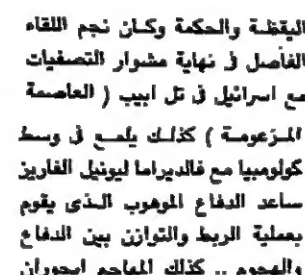 اليقظة والحكمة وكان نجم اللقاء
الفاصل في نهاية مشوار التصفيات
مع اسرائيل في تل ابيب ( العاصمة
المزعومة ) كذلك يلمع في وسط
كولومبيا مع فالديراما ليونيل الفاريز
ساعد الدفاع الموهوب الذى يقوم
بعملية الربط والتوازن بين الدفاع
والهجوم .. كذلك المهاجم ايجوران